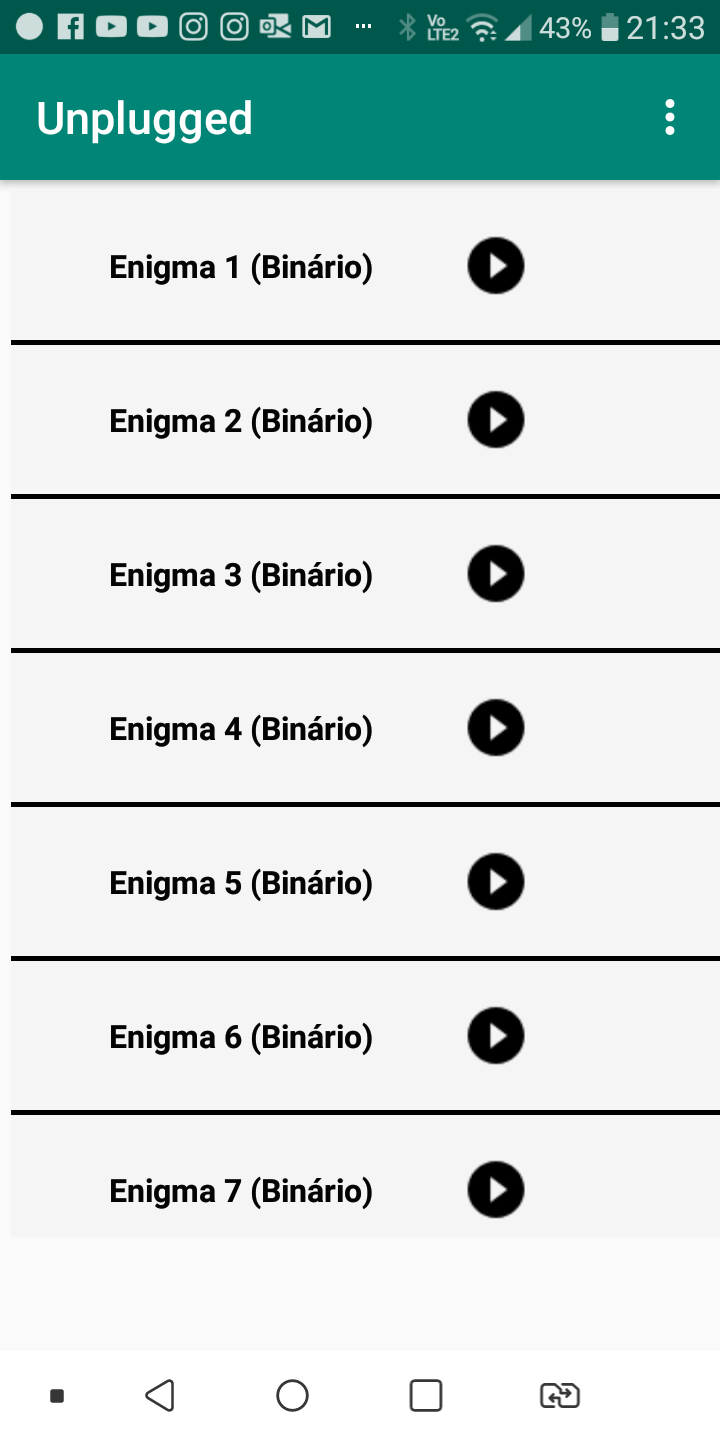 Vo LTE2 43% 21:33
Unplugged
Enigma 1 (Binário)
Enigma 2 (Binário)
Enigma 3 (Binário)
Enigma 4 (Binário)
Enigma 5 (Binário)
Enigma 6 (Binário)
Enigma 7 (Binário)